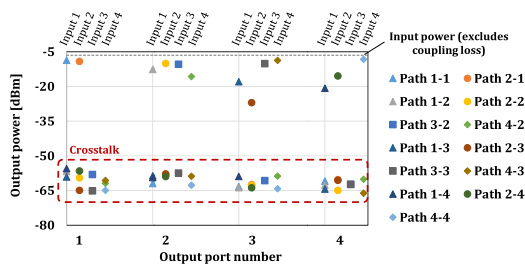 Input 1 Input 2 Input 3 Input 4 Input 1 Input 2 Input 3 Input 4 Input 1 Input 2 Input 3 Input 4 Input 1 Input 2 Input 3 Input 4
Input power (excludes
coupling loss)
Output power [dBm]
-5
-20
-35
-50
-65
-80
Crosstalk
1 2 3 4
Output port number
Path 1-1 Path 2-1
Path 1-2 Path 2-2
Path 3-2 Path 4-2
Path 1-3 Path 2-3
Path 3-3 Path 4-3
Path 1-4 Path 2-4
Path 4-4